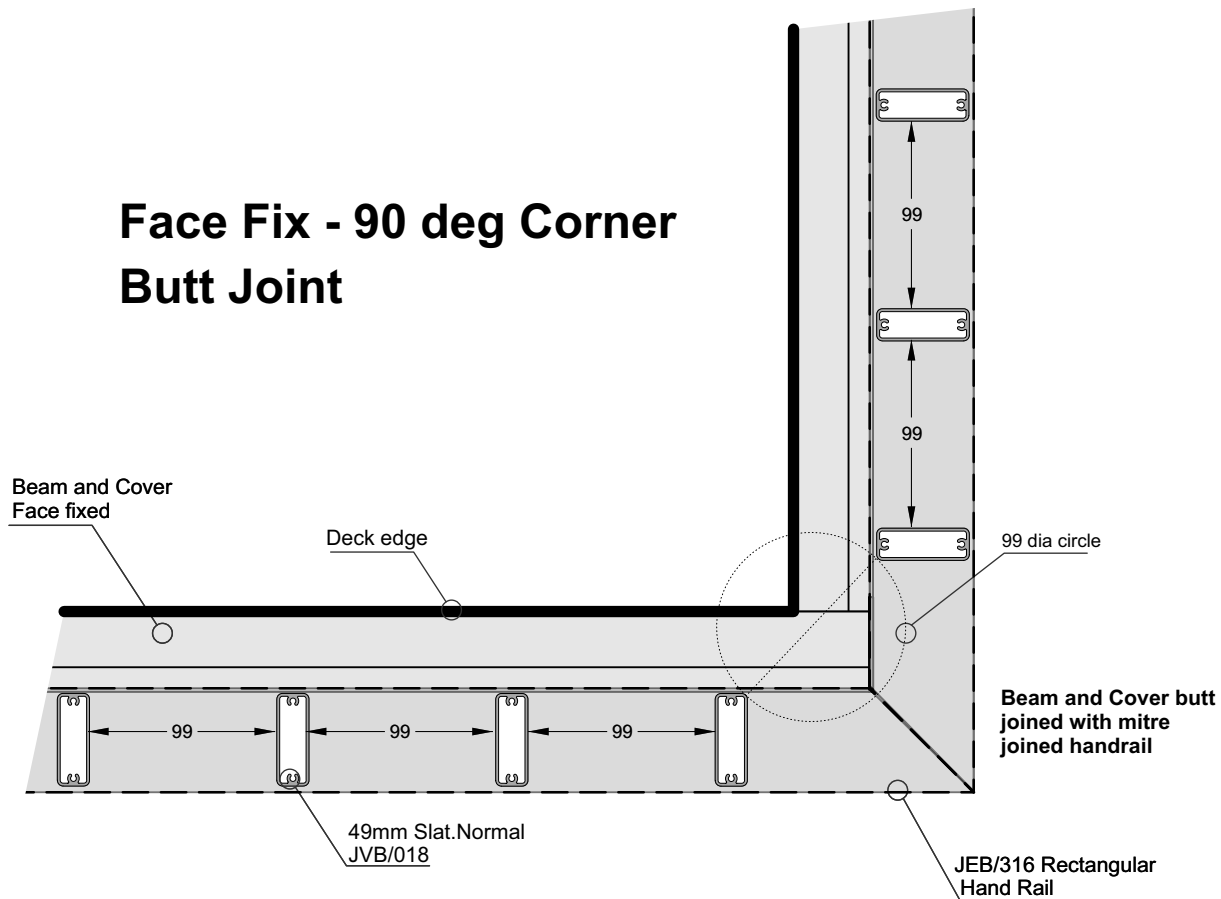 Face Fix - 90 deg Corner
Butt Joint
99
99
Beam and Cover
Face fixed
Deck edge
99 dia circle
99
99
99
Beam and Cover butt
joined with mitre
joined handrail
49mm Slat.Normal
JVB/018
JEB/316 Rectangular
Hand Rail